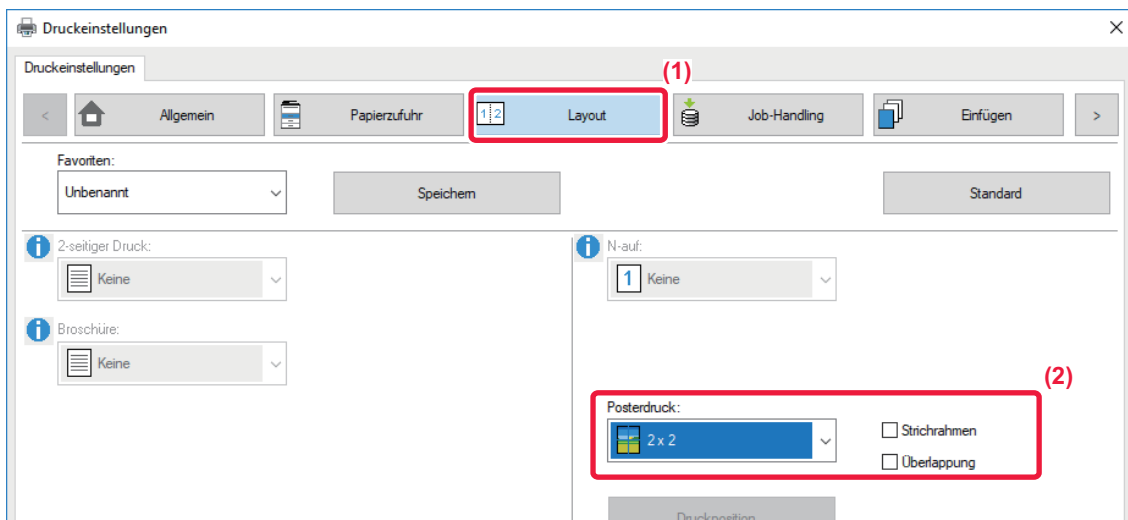 Druckeinstellungen
Druckeinstellungen
(1)
< Allgemein Papierzufuhr 1 2 Layout Job-Handling Einfügen >
Favoriten:
Unbenannt Speichern Standard
2-seitiger Druck: N-auf:
Keine 1 Keine
Broschüre:
Keine
(2)
Posterdruck:
2 x 2 Strichrahmen
Überlappung
Druckposition